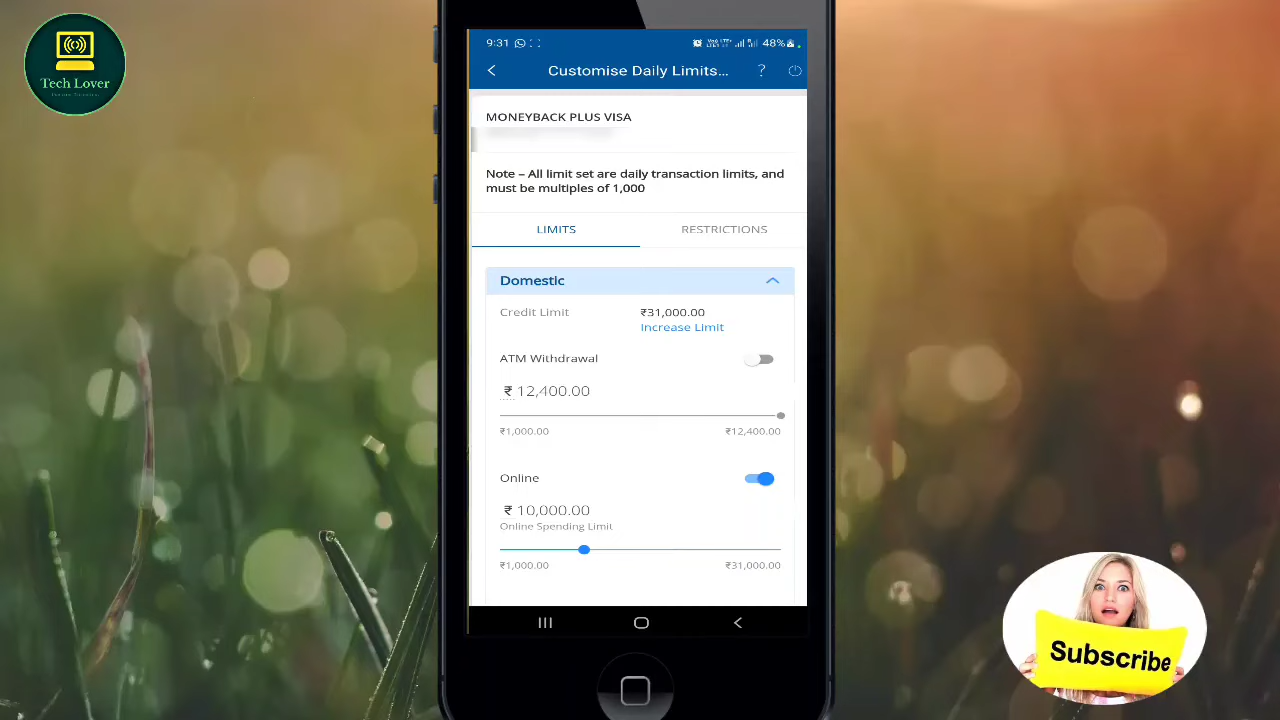 Tech Lover
9:31
48%
Customise Daily Limits... ?
MONEYBACK PLUS VISA
Note – All limit set are daily transaction limits, and
must be multiples of 1,000
LIMITS RESTRICTIONS
Domestic
Credit Limit ₹31,000.00
Increase Limit
ATM Withdrawal
₹ 12,400.00
₹1,000.00 ₹12,400.00
Online
₹ 10,000.00
Online Spending Limit
₹1,000.00 ₹31,000.00
Subscribe